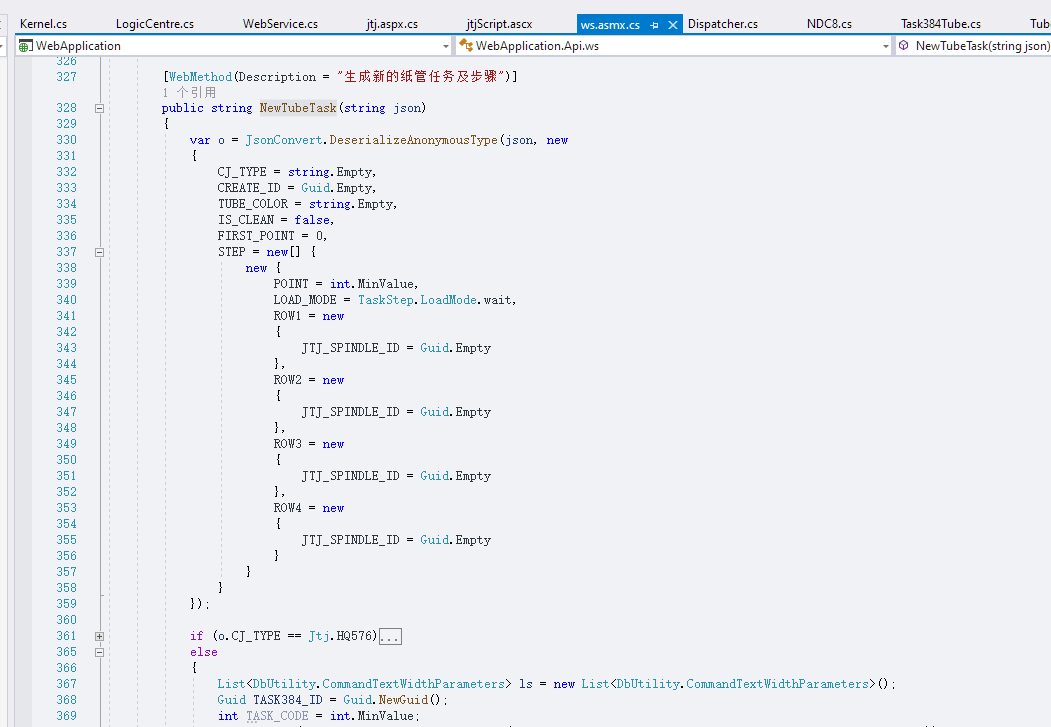 Kernel.cs LogicCentre.cs WebService.cs jtj.aspx.cs jtjScript.ascx ws.asmx.cs Dispatcher.cs NDC8.cs Task384Tube.cs Tube
WebApplication WebApplication.Api.ws NewTubeTask(string json)
326
327 [WebMethod(Description = "生成新的纸管任务及步骤")]
1 个引用
328 public string NewTubeTask(string json)
329 {
330 var o = JsonConvert.DeserializeAnonymousType(json, new
331 {
332 CJ_TYPE = string.Empty,
333 CREATE_ID = Guid.Empty,
334 TUBE_COLOR = string.Empty,
335 IS_CLEAN = false,
336 FIRST_POINT = 0,
337 STEP = new[] {
338 new {
339 POINT = int.MinValue,
340 LOAD_MODE = TaskStep.LoadMode.wait,
341 ROW1 = new
342 {
343 JTJ_SPINDLE_ID = Guid.Empty
344 },
345 ROW2 = new
346 {
347 JTJ_SPINDLE_ID = Guid.Empty
348 },
349 ROW3 = new
350 {
351 JTJ_SPINDLE_ID = Guid.Empty
352 },
353 ROW4 = new
354 {
355 JTJ_SPINDLE_ID = Guid.Empty
356 }
357 }
358 }
359 });
360
361 if (o.CJ_TYPE == Jtj.HQ576)...
365 else
366 {
367 List<DbUtility.CommandTextWidthParameters> ls = new List<DbUtility.CommandTextWidthParameters>();
368 Guid TASK384_ID = Guid.NewGuid();
369 int TASK_CODE = int.MinValue;